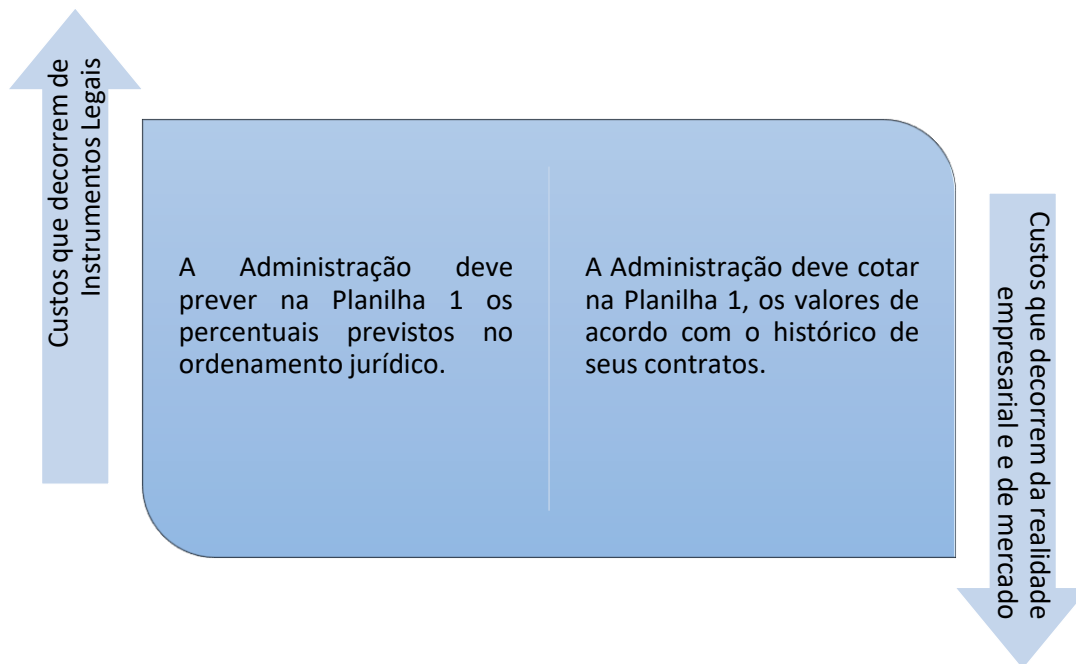 Custos que decorrem de
Instrumentos Legais
A Administração deve
prever na Planilha 1 os
percentuais previstos no
ordenamento jurídico.
A Administração deve cotar
na Planilha 1, os valores de
acordo com o histórico de
seus contratos.
Custos que decorrem da realidade
empresarial e e de mercado